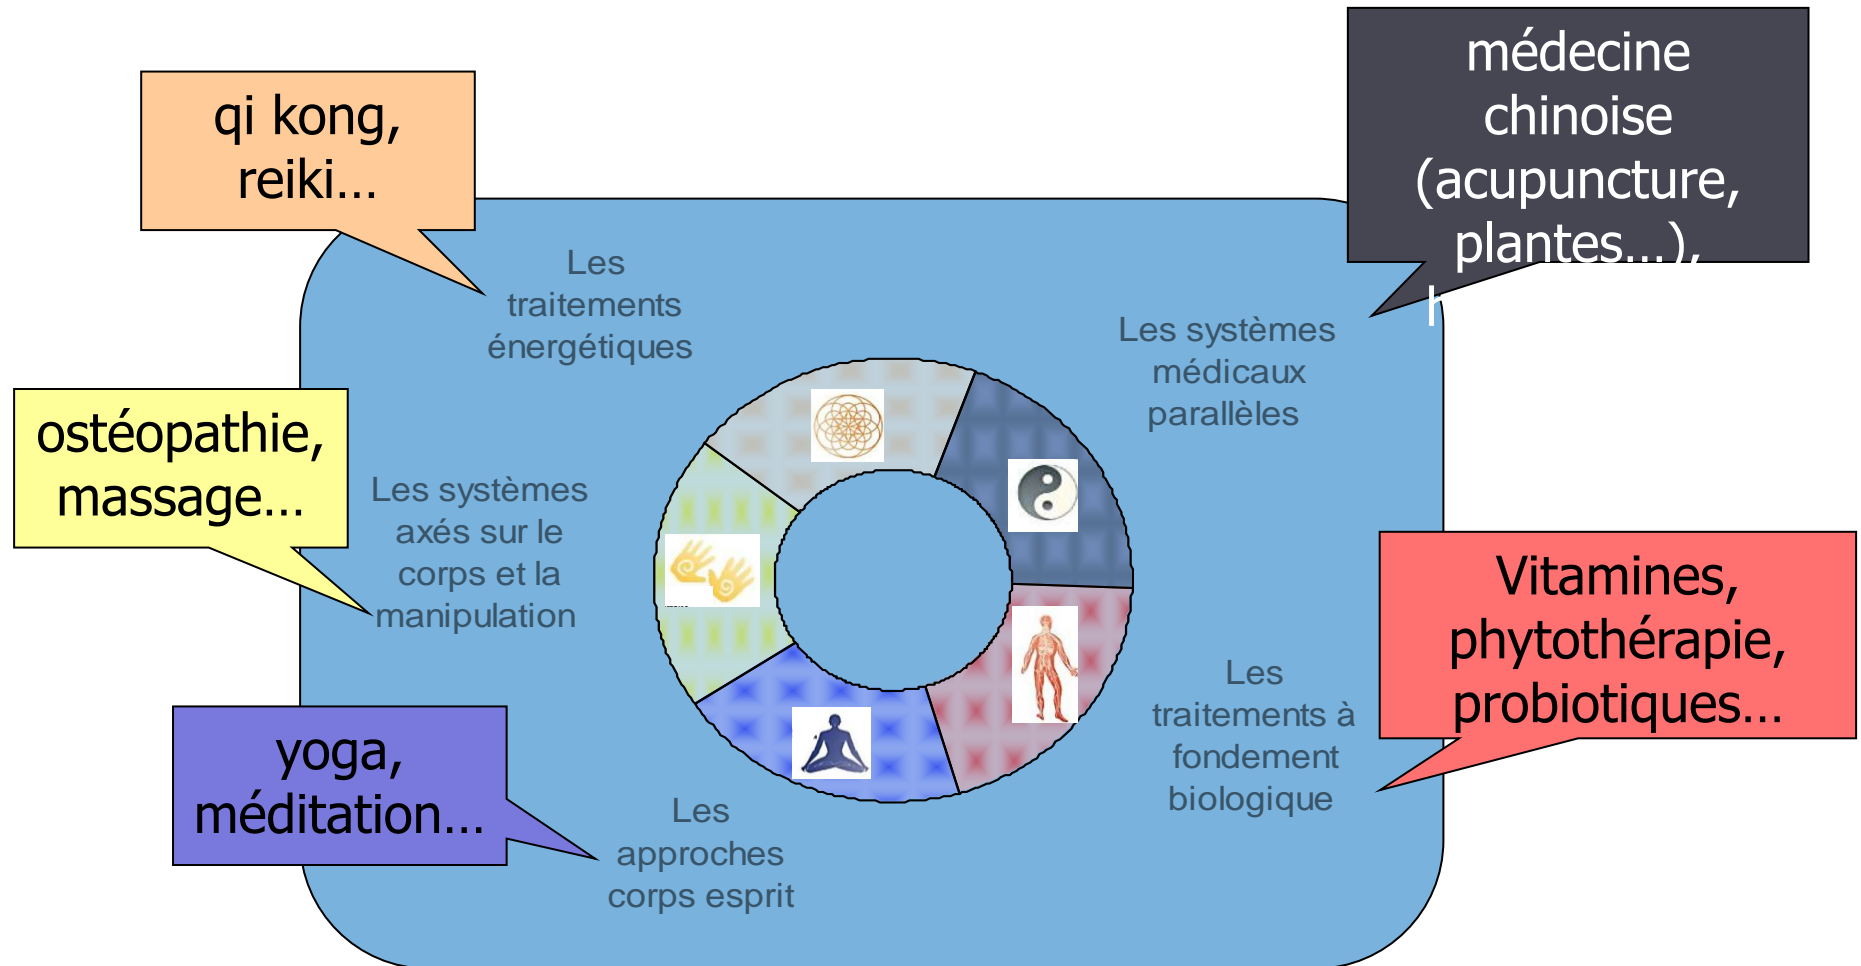 qi kong,
reiki...
médecine
chinoise
(acupuncture,
plantes...),
Les
traitements
énergétiques
Les systèmes
médicaux
parallèles
ostéopathie,
massage...
Les systèmes
axés sur le
corps et la
manipulation
Vitamines,
phytothérapie,
probiotiques...
Les
traitements à
fondement
biologique
yoga,
méditation...
Les
approches
corps esprit